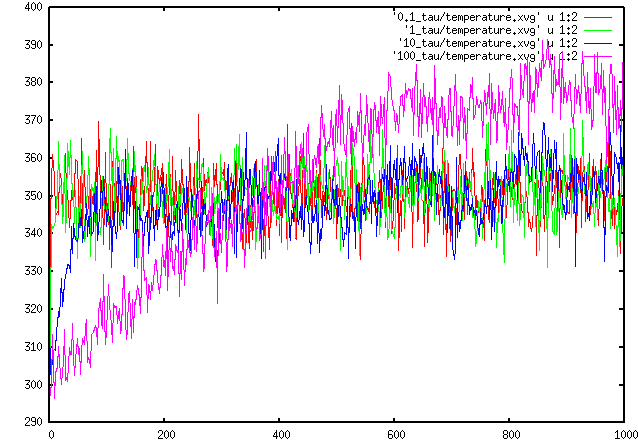 400
'0.1_tau/temperature.xvg' u 1:2
'1_tau/temperature.xvg' u 1:2
'10_tau/temperature.xvg' u 1:2
'100_tau/temperature.xvg' u 1:2
390
380
370
360
350
340
330
320
310
300
290
0 200 400 600 800 1000